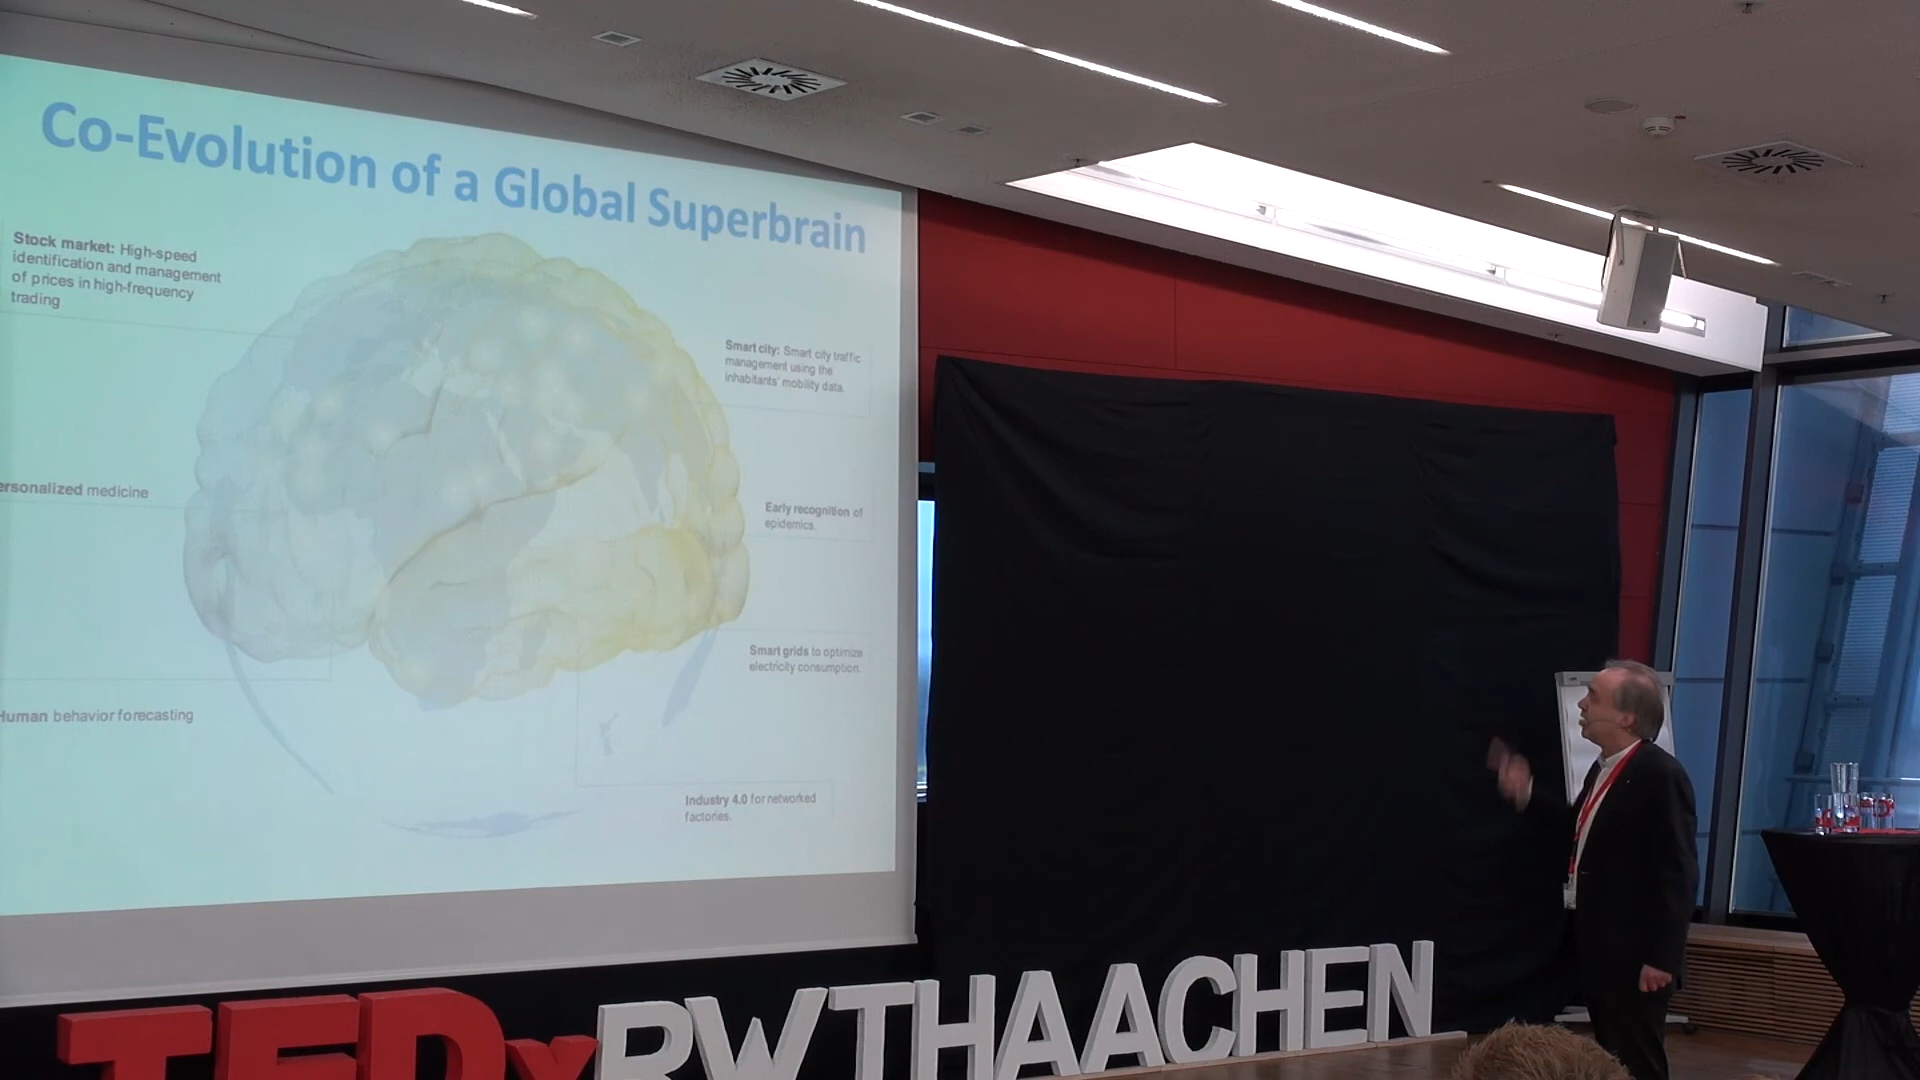 Co-Evolution of a Global Superbrain
Stock market: High-speed
identification and management
of prices in high-frequency
trading
Smart city: Smart city traffic
management using the
inhabitants' mobility data.
ersonalized medicine
Early recognition of
epidemics.
Smart grids to optimize
electricity consumption.
Human behavior forecasting
Industry 4.0 for networked
factories.
TEDxRWTHAACHEN